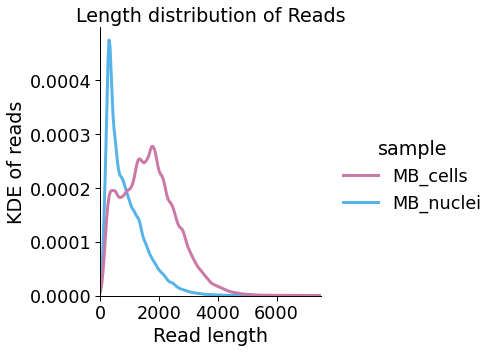 Length distribution of Reads
KDE of reads
0.0004
0.0003
0.0002
0.0001
0.0000
0 2000 4000 6000
Read length
sample
MB_cells
MB_nuclei